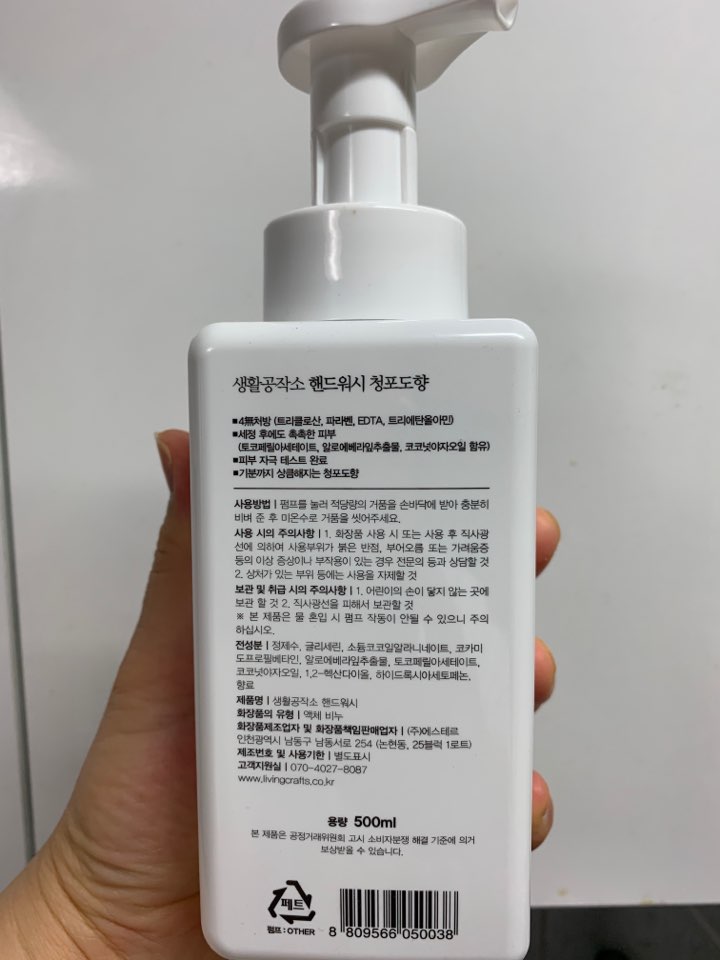 생활공작소 핸드워시 청포도향
■4無처방 (트리클로산, 파라벤, EDTA, 트리에탄올아민)
■세정 후에도 촉촉한 피부
(토코페릴아세테이트, 알로에베라잎추출물, 코코넛야자오일 함유)
■피부 자극 테스트 완료
■기분까지 상큼해지는 청포도향
사용방법 | 펌프를 눌러 적당량의 거품을 손바닥에 받아 충분히
비벼 준 후 미온수로 거품을 씻어주세요.
사용 시의 주의사항 | 1. 화장품 사용 시 또는 사용 후 직사광
선에 의하여 사용부위가 붉은 반점, 부어오름 또는 가려움증
등의 이상 증상이나 부작용이 있는 경우 전문의 등과 상담할 것
2. 상처가 있는 부위 등에는 사용을 자제할 것
보관 및 취급 시의 주의사항 | 1. 어린이의 손이 닿지 않는 곳에
보관 할 것 2. 직사광선을 피해서 보관할 것
※ 본 제품은 물 혼입 시 펌프 작동이 안될 수 있으니 주의
하십시오.
전성분 | 정제수, 글리세린, 소듐코코일알라니네이트, 코카미
도프로필베타인, 알로에베라잎추출물, 토코페릴아세테이트,
코코넛야자오일, 1,2-헥산다이올, 하이드록시아세토페논,
향료
제품명 | 생활공작소 핸드워시
화장품의 유형 | 액체 비누
화장품제조업자 및 화장품책임판매업자 | (주)에스테르
인천광역시 남동구 남동서로 254 (논현동, 25블럭 1로트)
제조번호 및 사용기한 | 별도표시
고객지원실 | 070-4027-8087
www.livingcrafts.co.kr
용량 500ml
본 제품은 공정거래위원회 고시 소비자분쟁 해결 기준에 의거
보상받을 수 있습니다.
페트
펌프 : OTHER
8 809566 050038